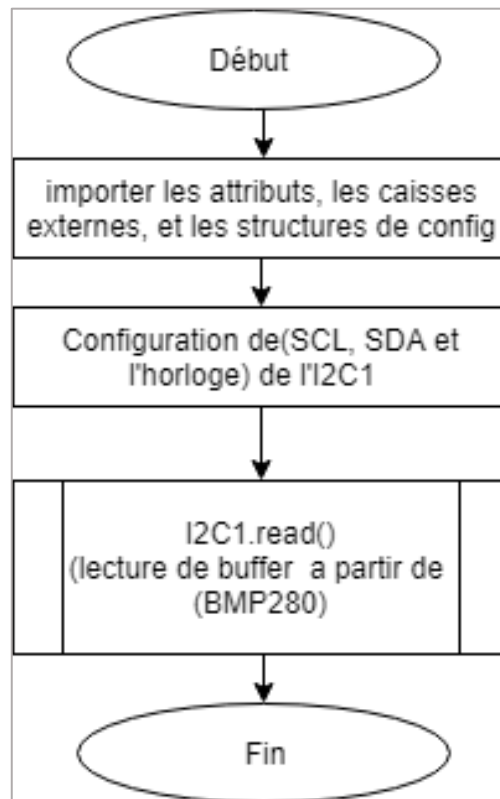 Début
importer les attributs, les caisses
externes, et les structures de config
Configuration de(SCL, SDA et
l'horloge) de l'I2C1
I2C1.read()
(lecture de buffer a partir de
(BMP280)
Fin